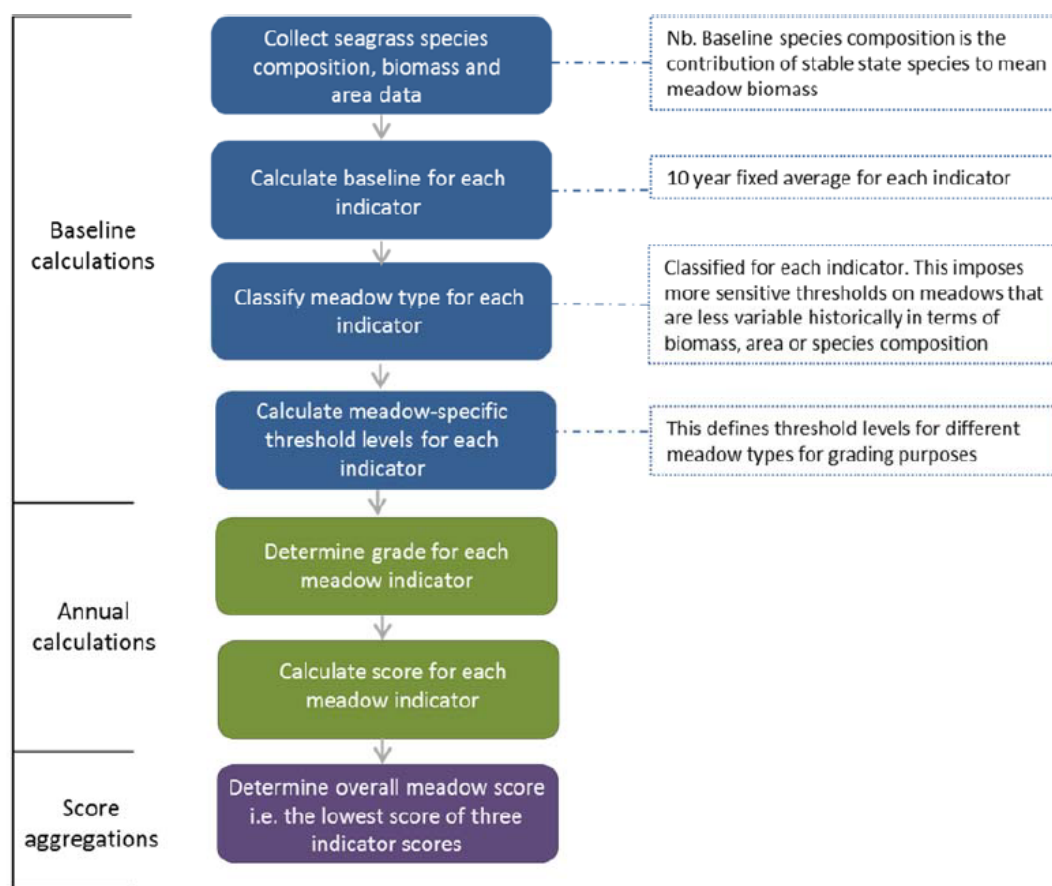 Collect seagrass species
composition, biomass and
area data
Nb. Baseline species composition is the
contribution of stable state species to mean
meadow biomass
Baseline
calculations
Calculate baseline for each
indicator
10 year fixed average for each indicator
Classify meadow type for each
indicator
Classified for each indicator. This imposes
more sensitive thresholds on meadows that
are less variable historically in terms of
biomass, area or species composition
Calculate meadow-specific
threshold levels for each
indicator
This defines threshold levels for different
meadow types for grading purposes
Annual
calculations
Determine grade for each
meadow indicator
Calculate score for each
meadow indicator
Score
aggregations
Determine overall meadow score
i.e. the lowest score of three
indicator scores